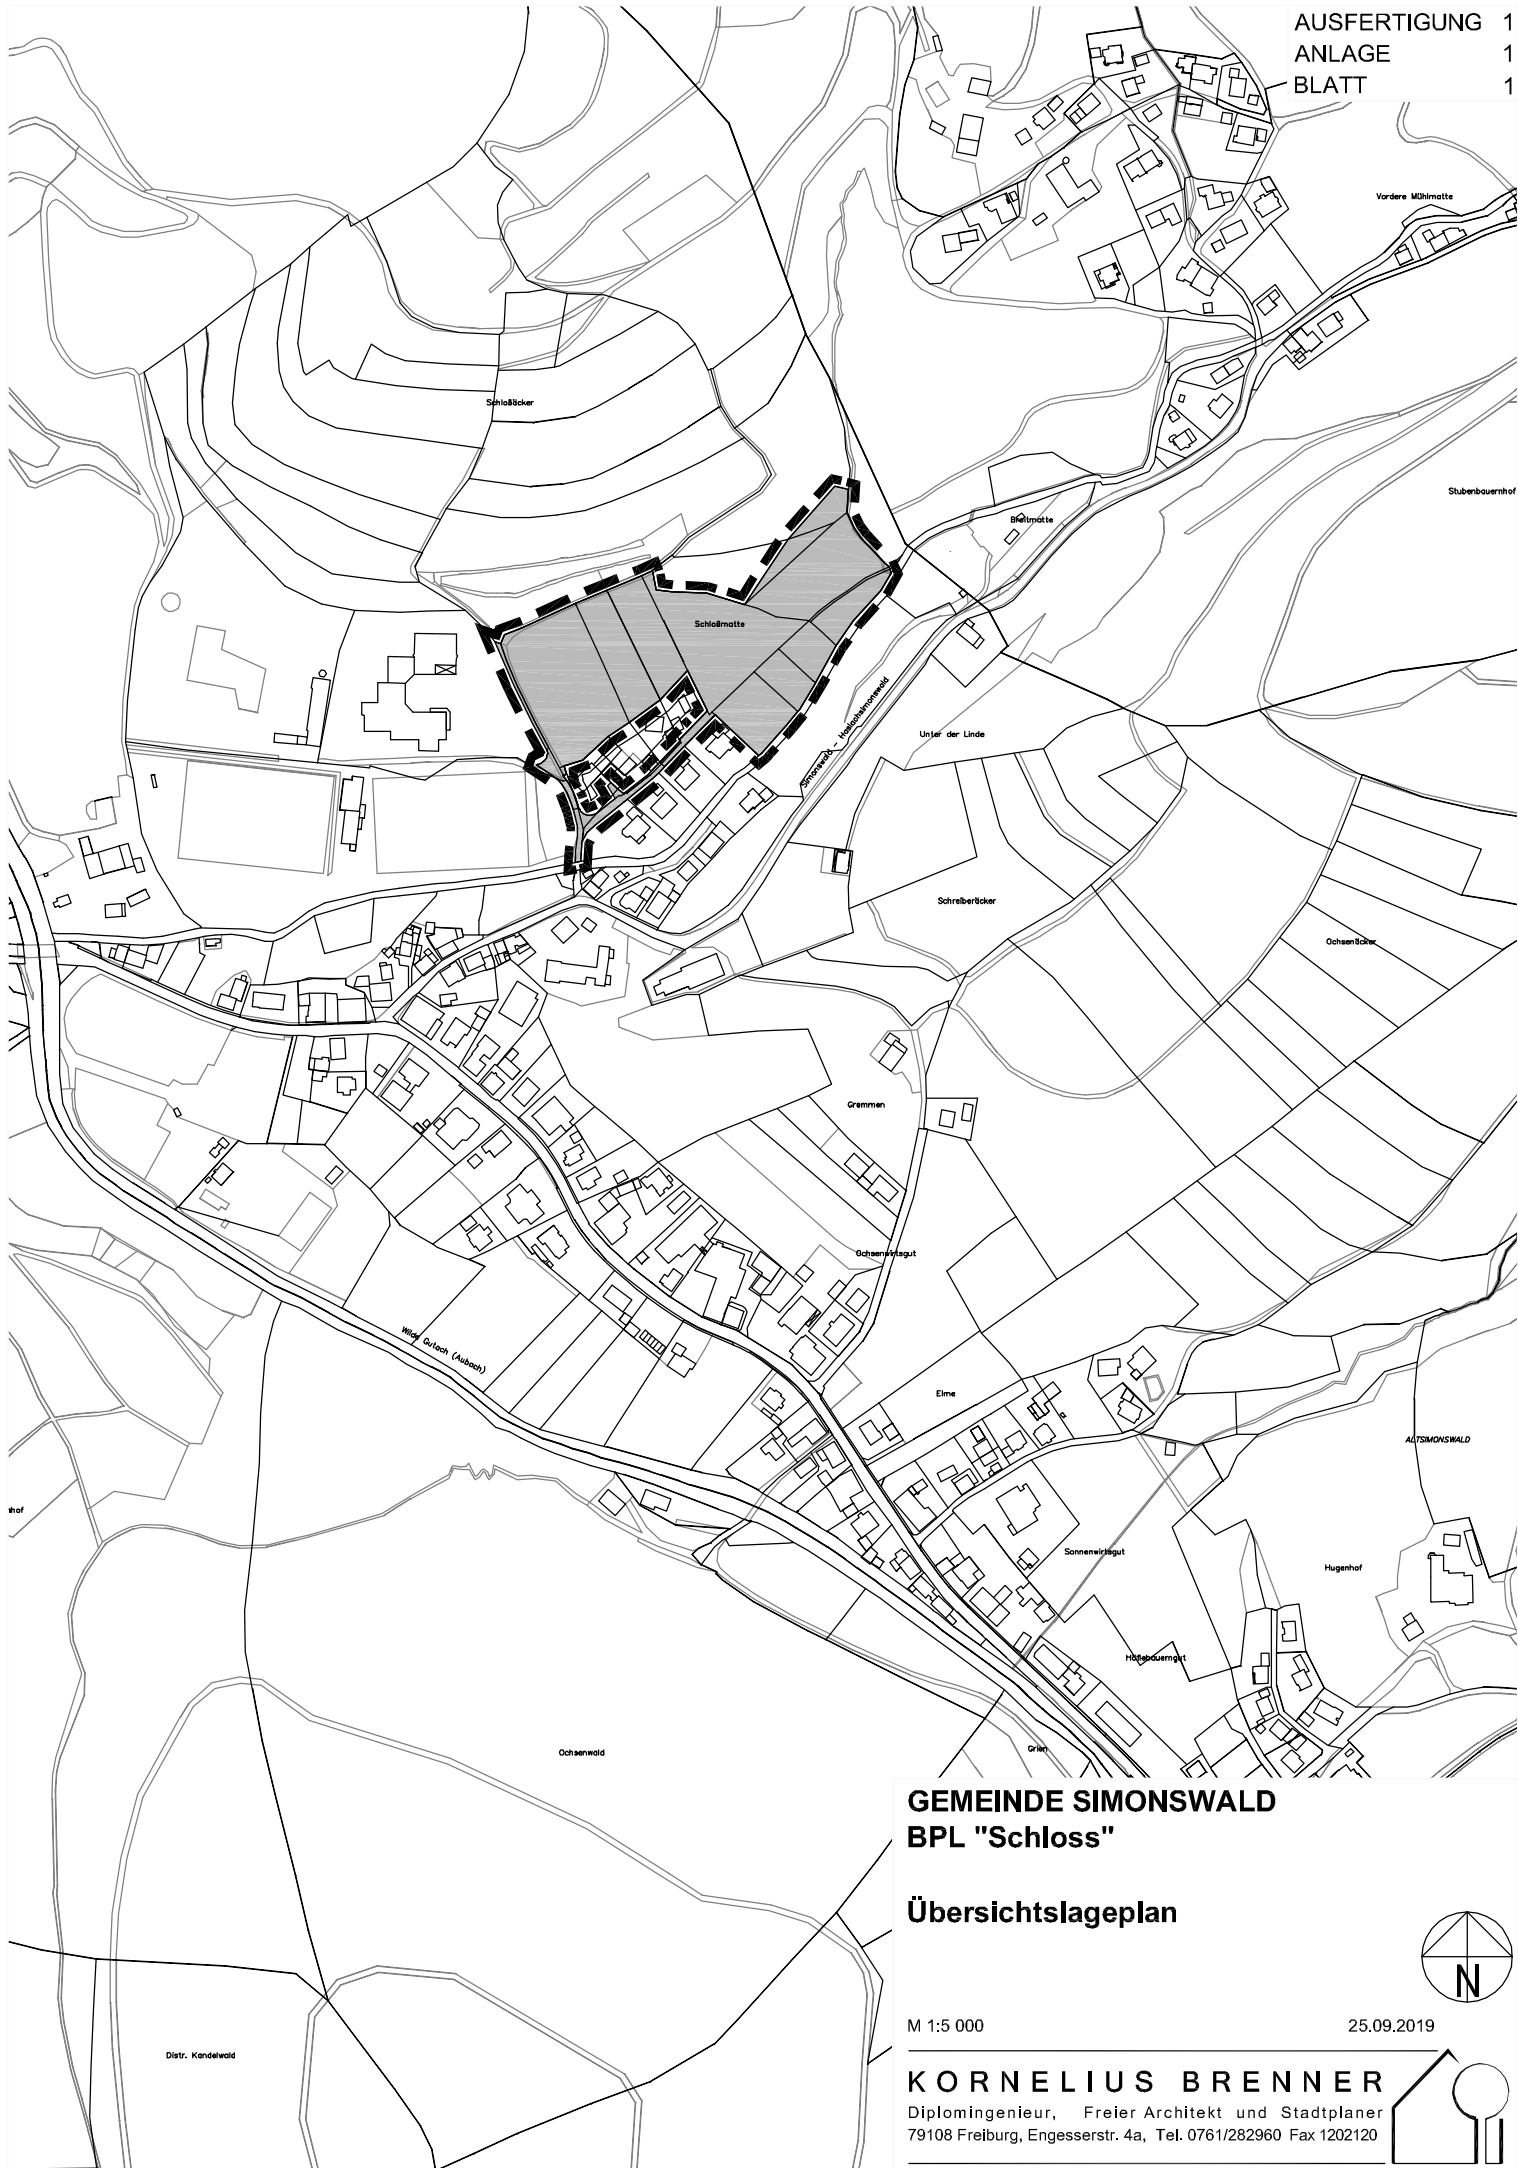 AUSFERTIGUNG 1
ANLAGE 1
BLATT 1
Vordere Mühlmatte
Schloßäcker
Stubenbauernhof
Breitmatte
Schloßmatte
Simonswald - Haslachsimonswald
Unter der Linde
Schreiberäcker
Ochsenäcker
Grammen
Ochsenwirtsgut
Wilde Gutach (Aubach)
Elme
ALTSIMONSWALD
hof
Sonnenwirtsgut
Hugenhof
Höflebauerngut
Ochsenwald
Grien
GEMEINDE SIMONSWALD
BPL "Schloss"
Übersichtslageplan
N
M 1:5 000 25.09.2019
Distr. Kandelwald
KORNELIUS BRENNER
Diplomingenieur, Freier Architekt und Stadtplaner
79108 Freiburg, Engesserstr. 4a, Tel. 0761/282960 Fax 1202120